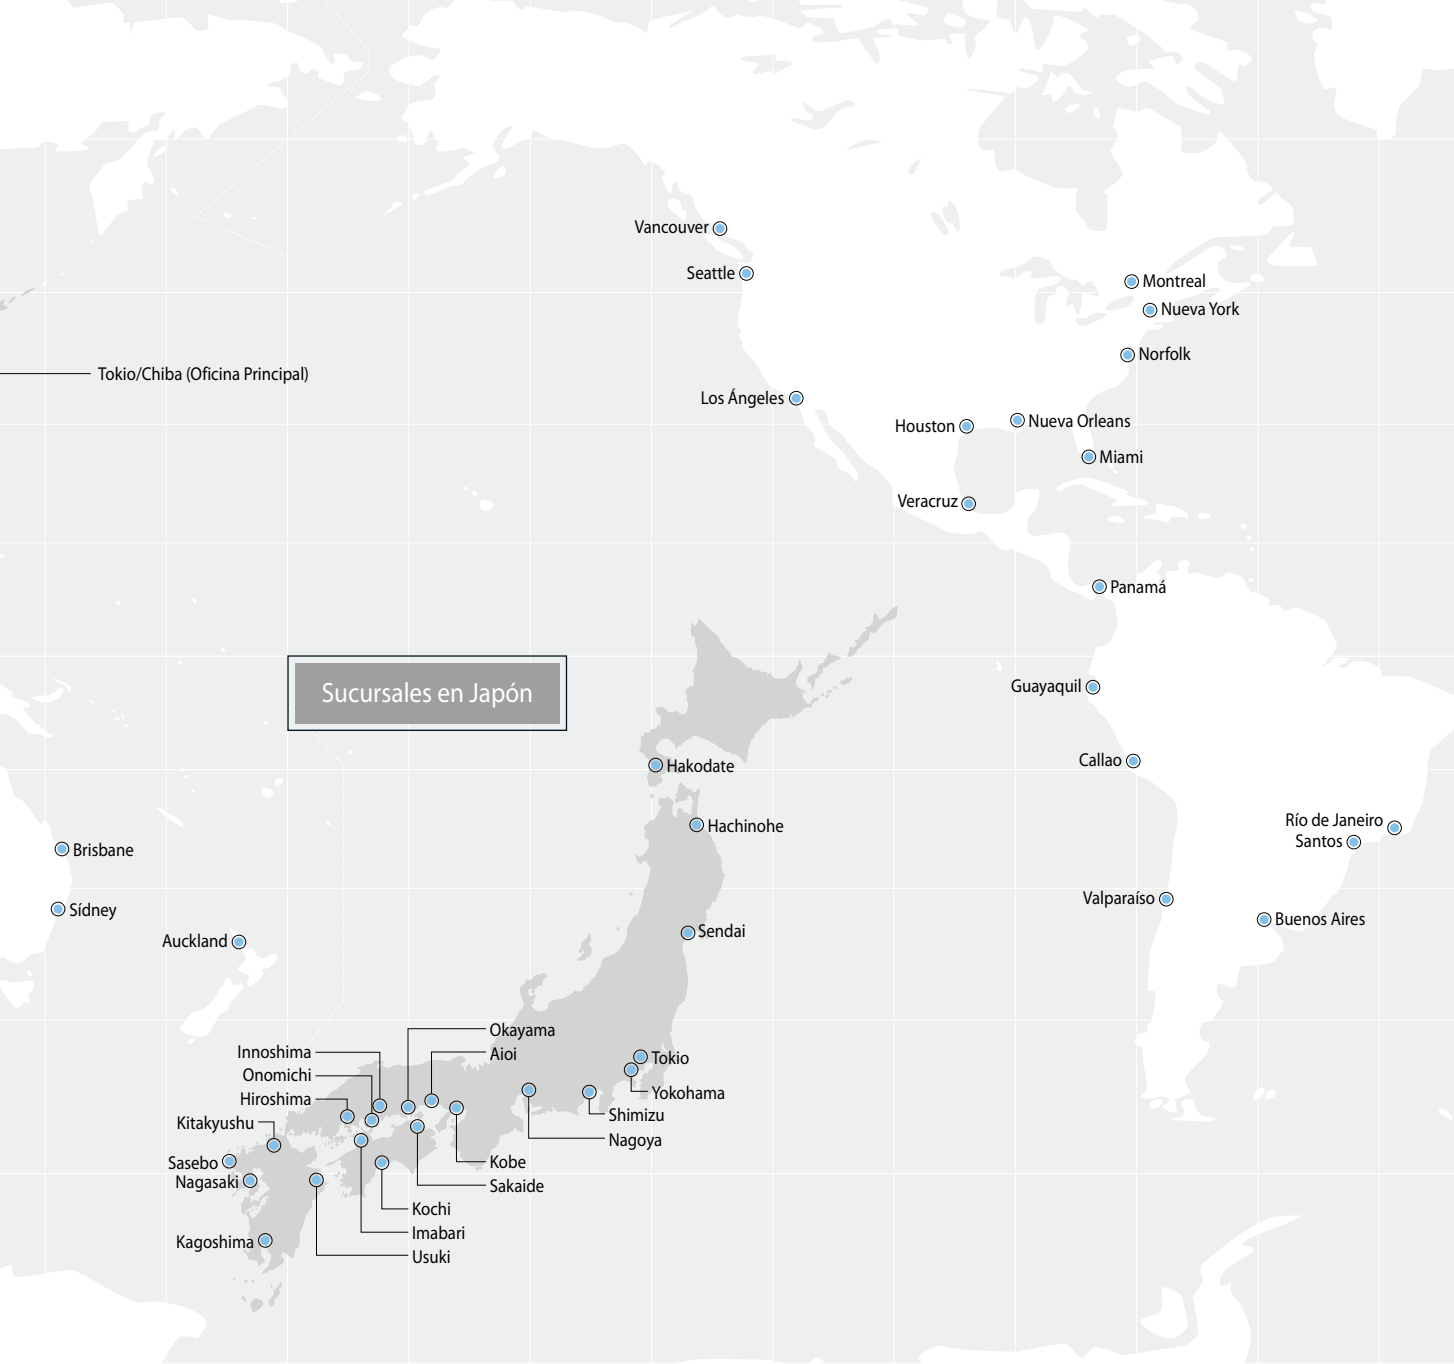 Vancouver
Seattle
Montreal
Nueva York
Norfolk
Tokio/Chiba (Oficina Principal)
Los Ángeles
Houston
Nueva Orleans
Miami
Veracruz
Panamá
Guayaquil
Sucursales en Japón
Callao
Hakodate
Río de Janeiro
Hachinohe
Santos
Brisbane
Valparaíso
Sídney
Buenos Aires
Sendai
Auckland
Okayama
Innoshima
Aioi
Tokio
Onomichi
Yokohama
Hiroshima
Shimizu
Kitakyushu
Nagoya
Sasebo
Kobe
Nagasaki
Sakaide
Kochi
Imabari
Kagoshima
Usuki